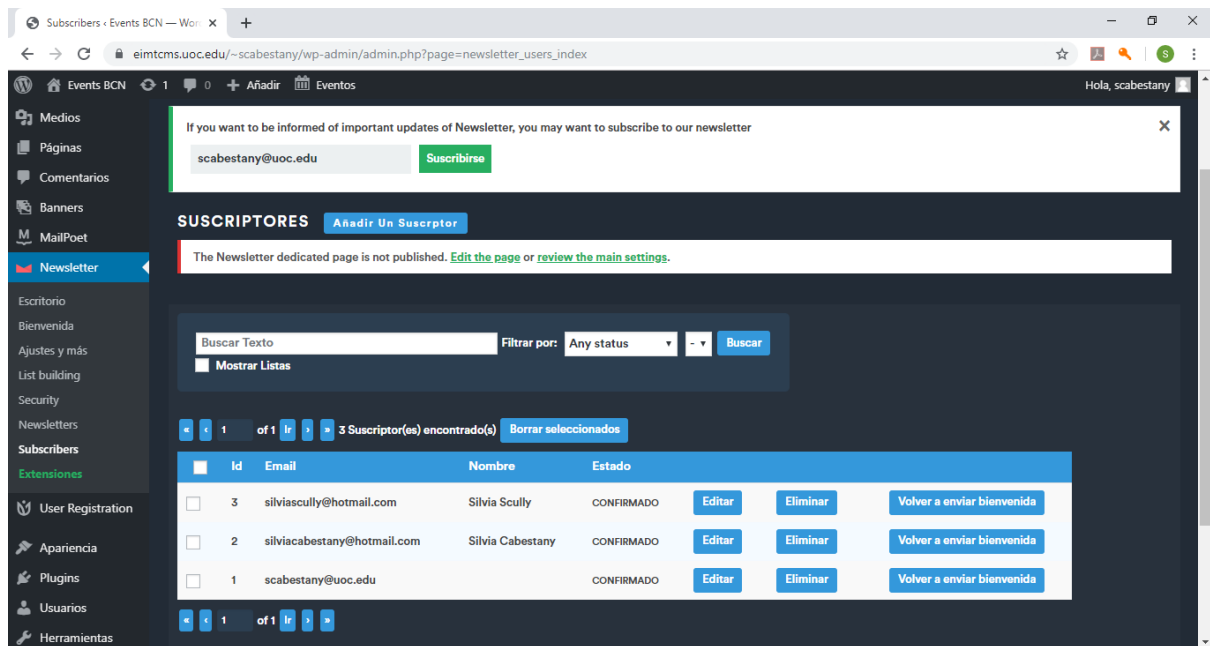 Subscribers ‹ Events BCN — Wor
eimtcms.uoc.edu/~scabestany/wp-admin/admin.php?page=newsletter_users_index
S
Events BCN 1 0 Añadir Eventos
Hola, scabestany
Medios
Páginas
Comentarios
Banners
MailPoet
Newsletter
Escritorio
Bienvenida
Ajustes y más
List building
Security
Newsletters
Subscribers
Extensiones
User Registration
Apariencia
Plugins
Usuarios
Herramientas
If you want to be informed of important updates of Newsletter, you may want to subscribe to our newsletter
scabestany@uoc.edu Suscribirse
SUSCRIPTORES Añadir Un Suscrptor
The Newsletter dedicated page is not published. Edit the page or review the main settings.
Buscar Texto Filtrar por: Any status - Buscar
Mostrar Listas
« ‹ 1 of 1 Ir › » 3 Suscriptor(es) encontrado(s) Borrar seleccionados
Id Email Nombre Estado
3 silviascully@hotmail.com Silvia Scully CONFIRMADO Editar Eliminar Volver a enviar bienvenida
2 silviacabestany@hotmail.com Silvia Cabestany CONFIRMADO Editar Eliminar Volver a enviar bienvenida
1 scabestany@uoc.edu CONFIRMADO Editar Eliminar Volver a enviar bienvenida
« ‹ 1 of 1 Ir › »